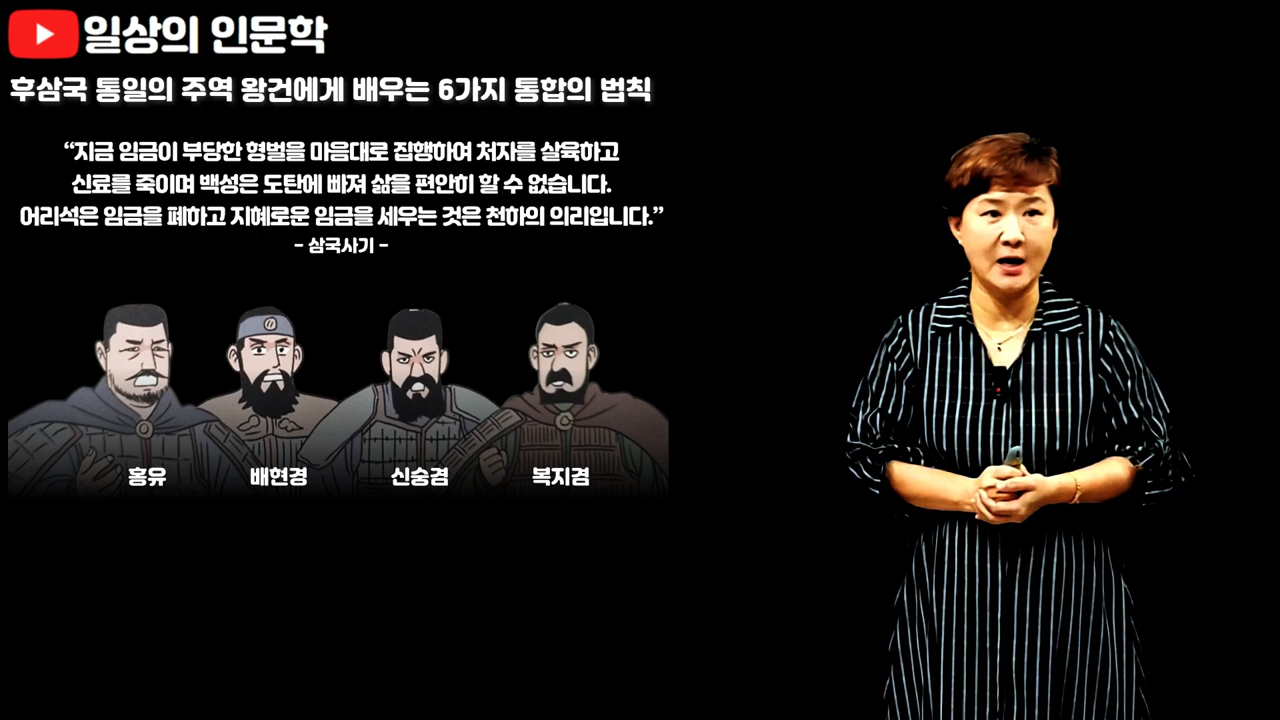 일상의 인문학
후삼국 통일의 주역 왕건에게 배우는 6가지 통합의 법칙
“지금 임금이 부당한 형벌을 마음대로 집행하여 처자를 살육하고
신료를 죽이며 백성은 도탄에 빠져 삶을 편안히 할 수 없습니다.
어리석은 임금을 폐하고 지혜로운 임금을 세우는 것은 천하의 의리입니다.”
- 삼국사기 -
홍유 배현경 신숭겸 복지겸